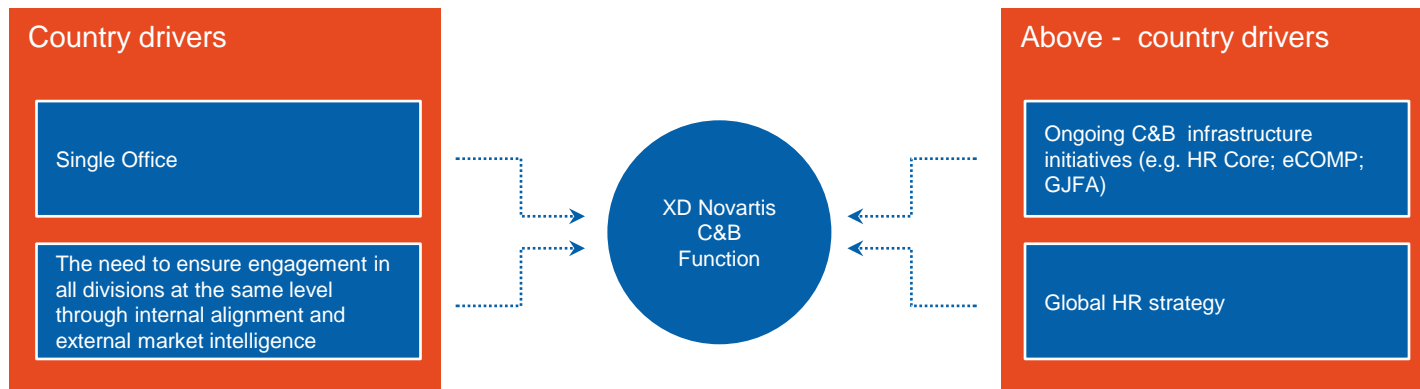 Country drivers
Single Office
The need to ensure engagement in
all divisions at the same level
through internal alignment and
external market intelligence
XD Novartis
C&B
Function
Above - country drivers
Ongoing C&B infrastructure
initiatives (e.g. HR Core; eCOMP;
GJFA)
Global HR strategy